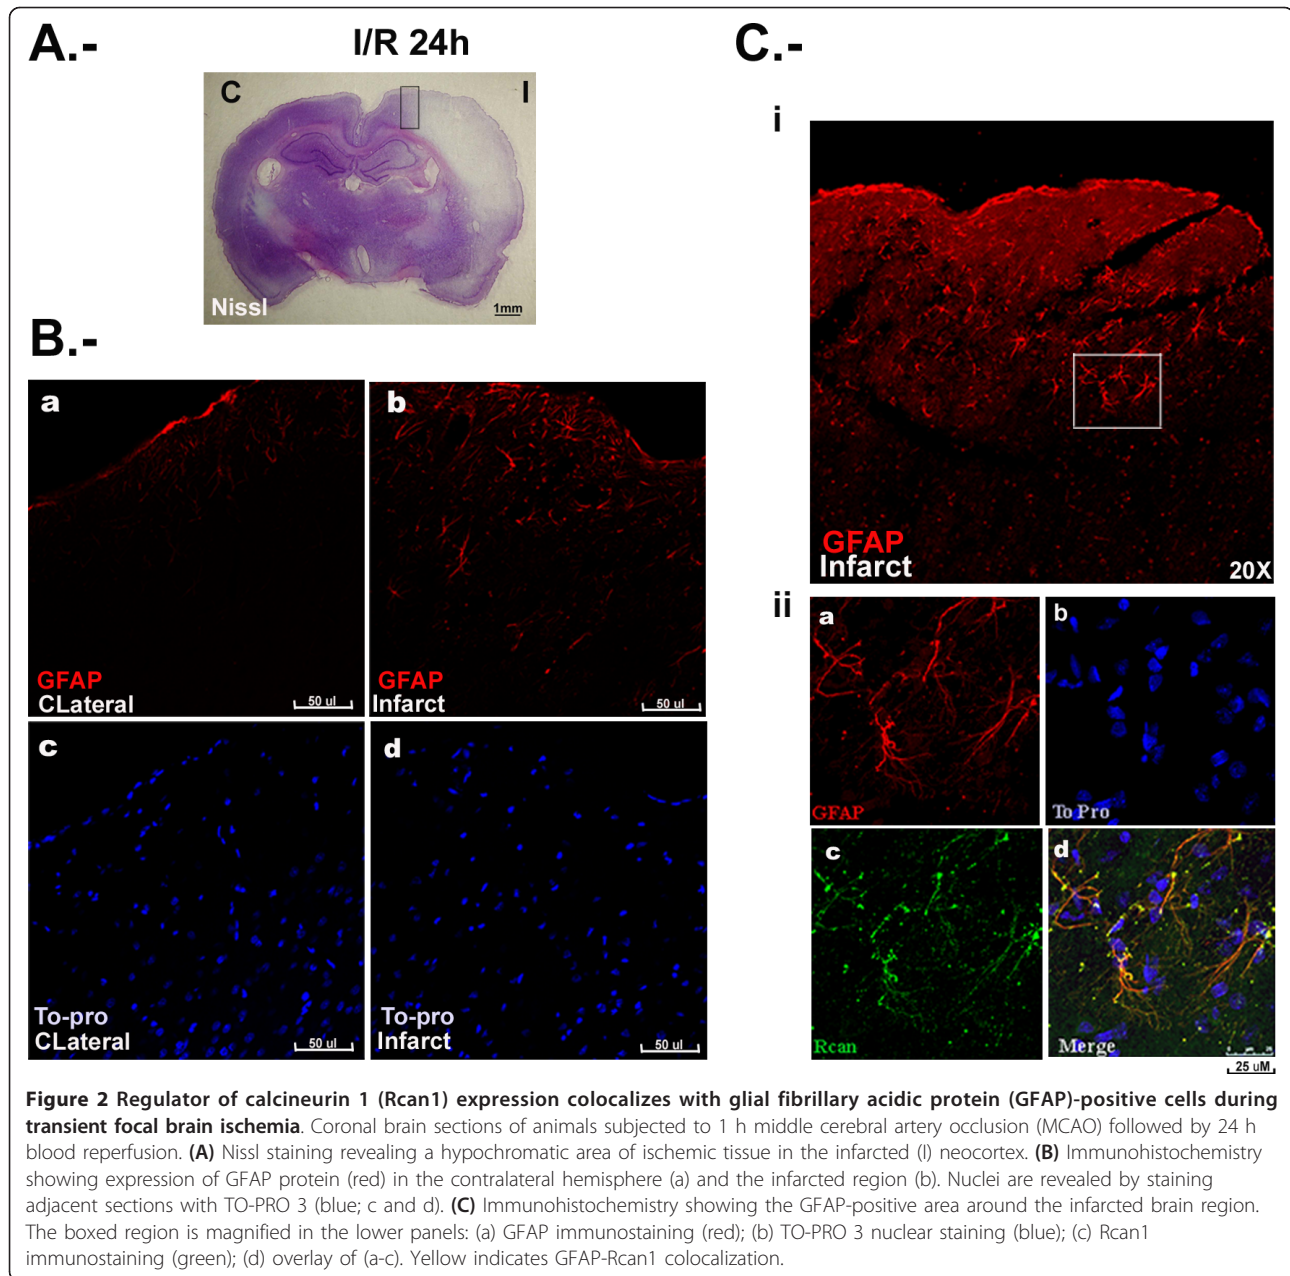 A.-
I/R 24h
C
I
Nissl
1mm
B.-
a
GFAP
CLateral
50 ul
b
GFAP
Infarct
50 ul
c
To-pro
CLateral
50 ul
d
To-pro
Infarct
50 ul
C.-
i
GFAP
Infarct
20X
ii
a
GFAP
b
To Pro
c
Rcan
d
Merge
25 uM
Figure 2 Regulator of calcineurin 1 (Rcan1) expression colocalizes with glial fibrillary acidic protein (GFAP)-positive cells during
transient focal brain ischemia. Coronal brain sections of animals subjected to 1 h middle cerebral artery occlusion (MCAO) followed by 24 h
blood reperfusion. (A) Nissl staining revealing a hypochromatic area of ischemic tissue in the infarcted (I) neocortex. (B) Immunohistochemistry
showing expression of GFAP protein (red) in the contralateral hemisphere (a) and the infarcted region (b). Nuclei are revealed by staining
adjacent sections with TO-PRO 3 (blue; c and d). (C) Immunohistochemistry showing the GFAP-positive area around the infarcted brain region.
The boxed region is magnified in the lower panels: (a) GFAP immunostaining (red); (b) TO-PRO 3 nuclear staining (blue); (c) Rcan1
immunostaining (green); (d) overlay of (a-c). Yellow indicates GFAP-Rcan1 colocalization.